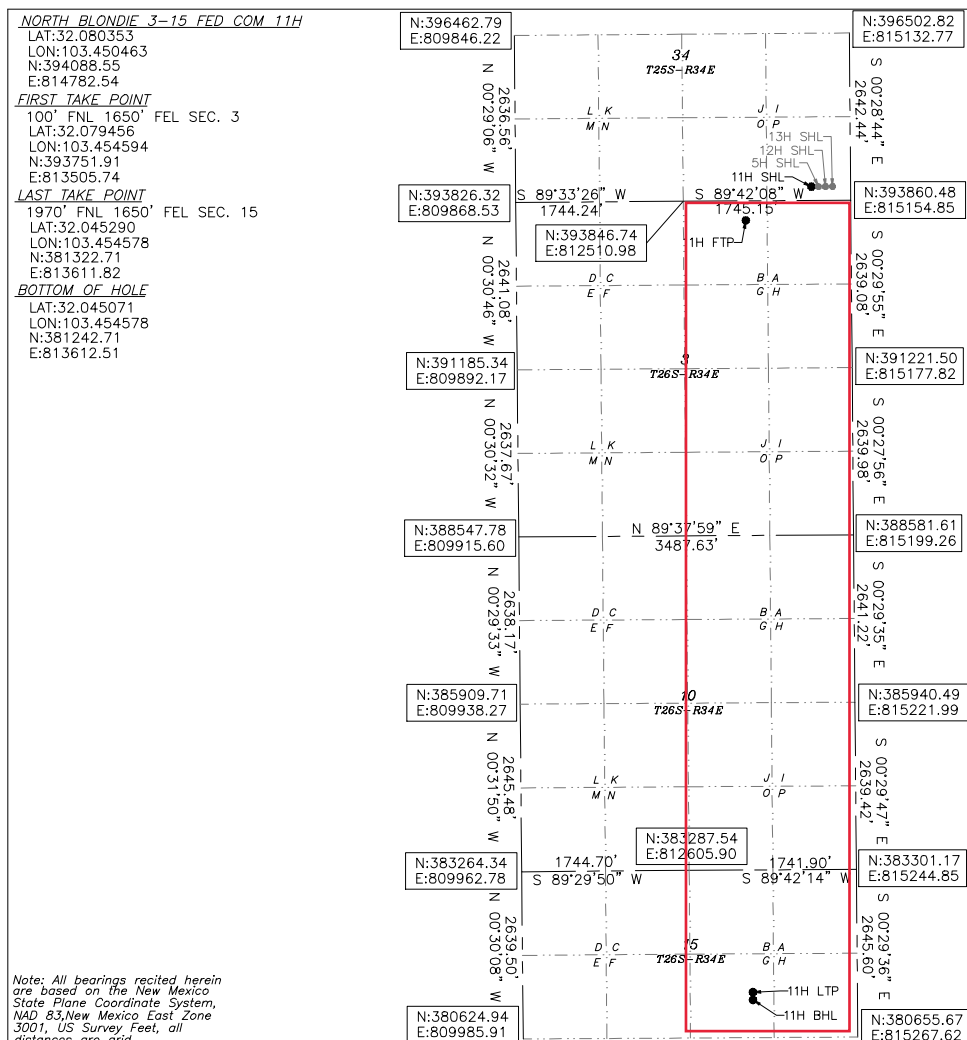 NORTH BLONDIE 3-15 FED COM 11H
LAT:32.080353
LON:103.450463
N:394088.55
E:814782.54
FIRST TAKE POINT
100' FNL 1650' FEL SEC. 3
LAT:32.079456
LON:103.454594
N:393751.91
E:813505.74
LAST TAKE POINT
1970' FNL 1650' FEL SEC. 15
LAT:32.045290
LON:103.454578
N:381322.71
E:813611.82
BOTTOM OF HOLE
LAT:32.045071
LON:103.454578
N:381242.71
E:813612.51
N:396462.79
E:809846.22
N:396502.82
E:815132.77
34
T25S-R34E
N 00°29'06" W
2636.56'
S 00°28'44" E
2642.44'
L K
M N
J I
O P
13H SHL
12H SHL
5H SHL
11H SHL
N:393826.32
E:809868.53
S 89°33'26" W
1744.24'
S 89°42'08" W
1745.15'
N:393860.48
E:815154.85
N:393846.74
E:812510.98
1H FTP
N 00°30'46" W
2641.08'
S 00°29'55" E
2639.08'
D C
E F
B A
G H
N:391185.34
E:809892.17
3
T26S-R34E
N:391221.50
E:815177.82
N 00°30'32" W
2637.67'
S 00°27'56" E
2639.98'
L K
M N
J I
O P
N:388547.78
E:809915.60
N 89°37'59" E
3487.63'
N:388581.61
E:815199.26
N 00°29'33" W
2638.17'
S 00°29'35" E
2641.22'
D C
E F
B A
G H
N:385909.71
E:809938.27
10
T26S-R34E
N:385940.49
E:815221.99
N 00°31'50" W
2645.48'
S 00°29'47" E
2639.42'
L K
M N
J I
O P
N:383287.54
E:812605.90
N:383264.34
E:809962.78
1744.70'
S 89°29'50" W
1741.90'
S 89°42'14" W
N:383301.17
E:815244.85
N 00°30'08" W
2639.50'
S 00°29'36" E
2645.60'
D C
E F
B A
G H
15
T26S-R34E
11H LTP
11H BHL
N:380624.94
E:809985.91
N:380655.67
E:815267.62
Note: All bearings recited herein
are based on the New Mexico
State Plane Coordinate System,
NAD 83,New Mexico East Zone
3001, US Survey Feet, all
distances are grid